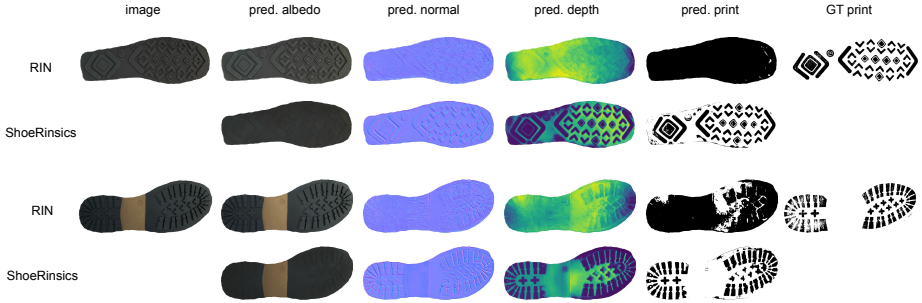 image pred. albedo pred. normal pred. depth pred. print GT print
RIN
ShoeRinsics
RIN
ShoeRinsics